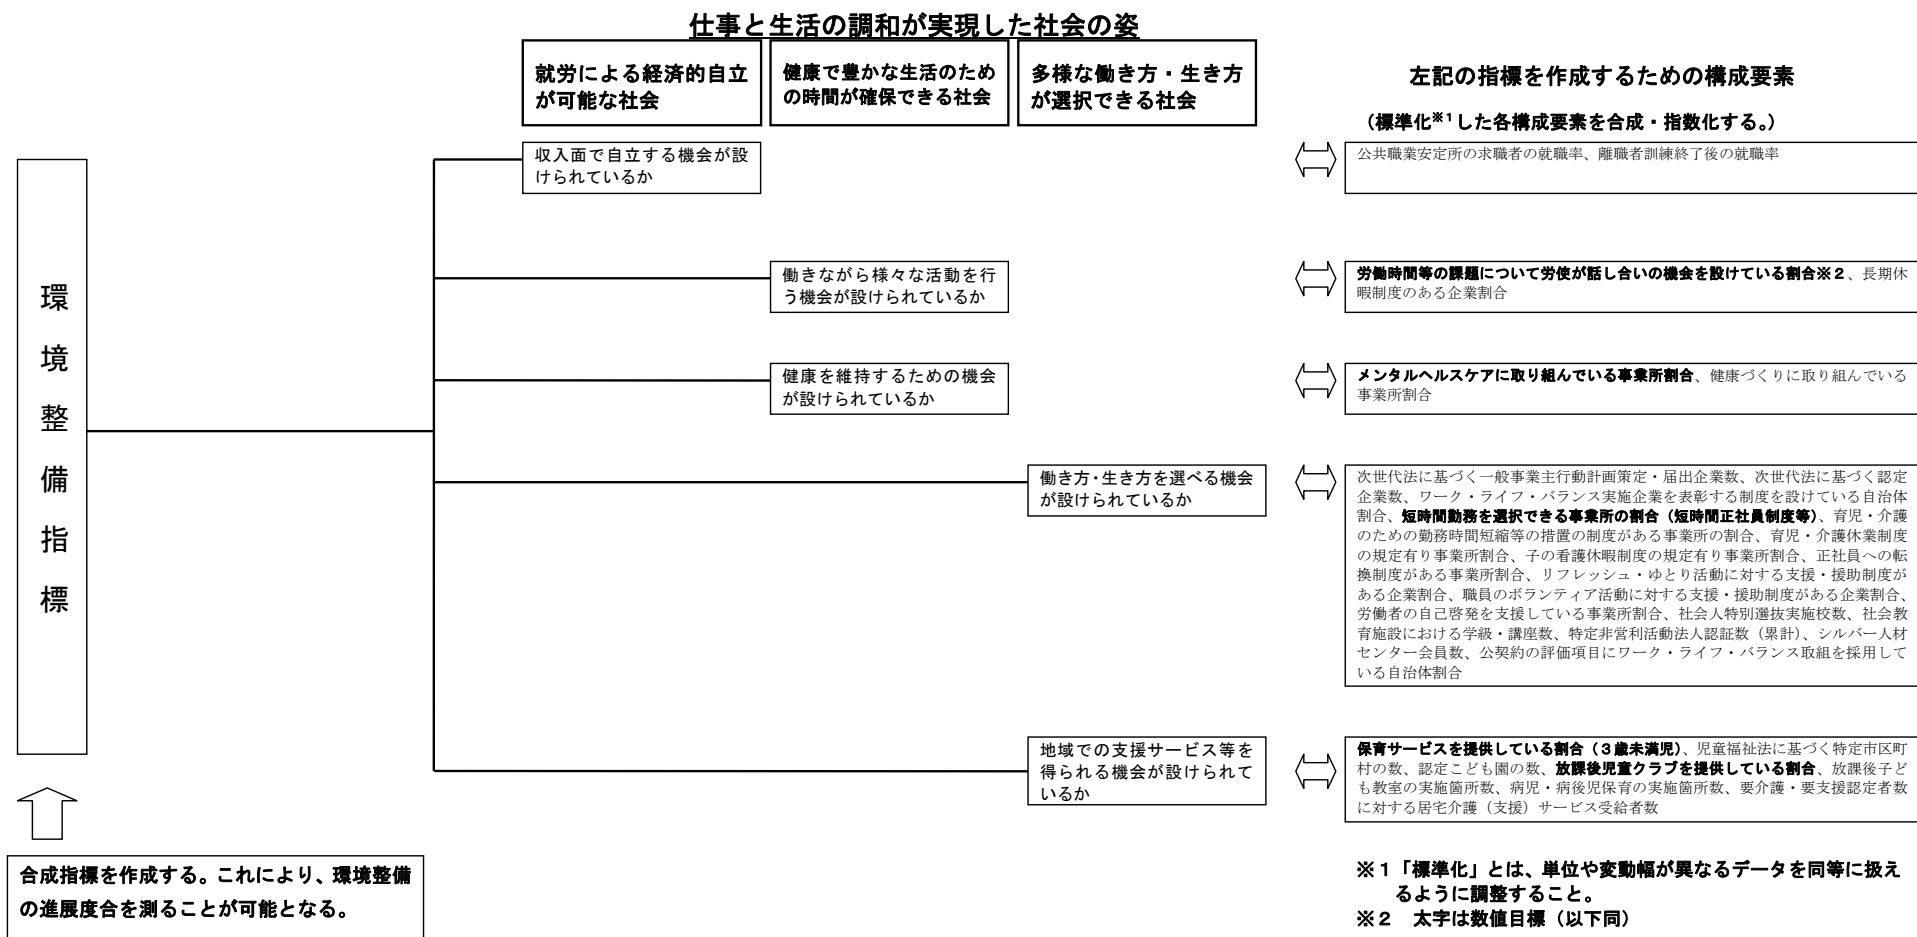 仕事と生活の調和が実現した社会の姿
就労による経済的自立
が可能な社会
健康で豊かな生活のため
の時間が確保できる社会
多様な働き方・生き方
が選択できる社会
左記の指標を作成するための構成要素
（標準化※1した各構成要素を合成・指数化する。）
環境整備指標
収入面で自立する機会が設
けられているか
公共職業安定所の求職者の就職率、離職者訓練終了後の就職率
働きながら様々な活動を行
う機会が設けられているか
労働時間等の課題について労使が話し合いの機会を設けている割合※２、長期休
暇制度のある企業割合
健康を維持するための機会
が設けられているか
メンタルヘルスケアに取り組んでいる事業所割合、健康づくりに取り組んでいる
事業所割合
働き方・生き方を選べる機会
が設けられているか
次世代法に基づく一般事業主行動計画策定・届出企業数、次世代法に基づく認定
企業数、ワーク・ライフ・バランス実施企業を表彰する制度を設けている自治体
割合、短時間勤務を選択できる事業所の割合（短時間正社員制度等）、育児・介護
のための勤務時間短縮等の措置の制度がある事業所の割合、育児・介護休業制度
の規定有り事業所割合、子の看護休暇制度の規定有り事業所割合、正社員への転
換制度がある事業所割合、リフレッシュ・ゆとり活動に対する支援・援助制度が
ある企業割合、職員のボランティア活動に対する支援・援助制度がある企業割合、
労働者の自己啓発を支援している事業所割合、社会人特別選抜実施校数、社会教
育施設における学級・講座数、特定非営利活動法人認証数（累計）、シルバー人材
センター会員数、公契約の評価項目にワーク・ライフ・バランス取組を採用して
いる自治体割合
地域での支援サービス等を
得られる機会が設けられて
いるか
保育サービスを提供している割合（３歳未満児）、児童福祉法に基づく特定市区町
村の数、認定こども園の数、放課後児童クラブを提供している割合、放課後子ど
も教室の実施箇所数、病児・病後児保育の実施箇所数、要介護・要支援認定者数
に対する居宅介護（支援）サービス受給者数
合成指標を作成する。これにより、環境整備
の進展度合を測ることが可能となる。
※１「標準化」とは、単位や変動幅が異なるデータを同等に扱え
るように調整すること。
※２　太字は数値目標（以下同）